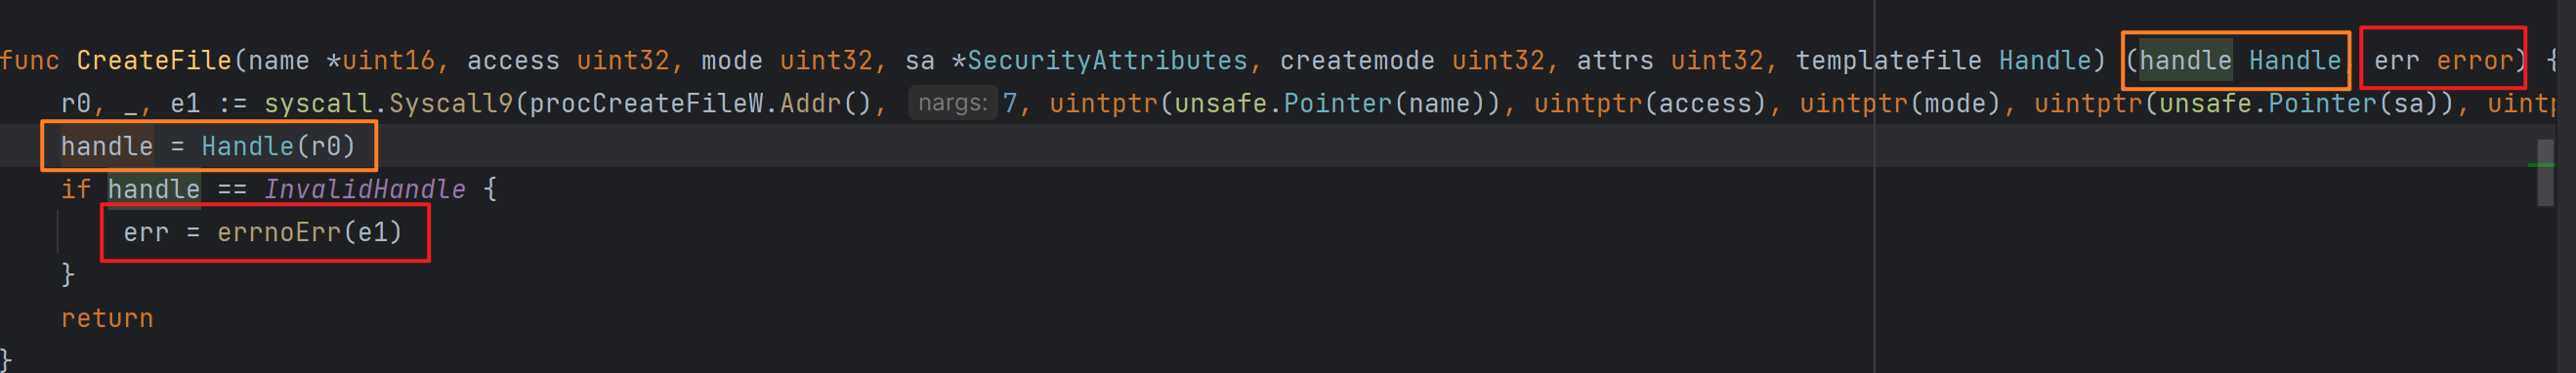 func CreateFile(name *uint16, access uint32, mode uint32, sa *SecurityAttributes, createmode uint32, attrs uint32, templatefile Handle) (handle Handle, err error) {
r0, _, e1 := syscall.Syscall9(procCreateFileW.Addr(), nargs: 7, uintptr(unsafe.Pointer(name)), uintptr(access), uintptr(mode), uintptr(unsafe.Pointer(sa)), uintp
handle = Handle(r0)
if handle == InvalidHandle {
err = errnoErr(e1)
}
return
}